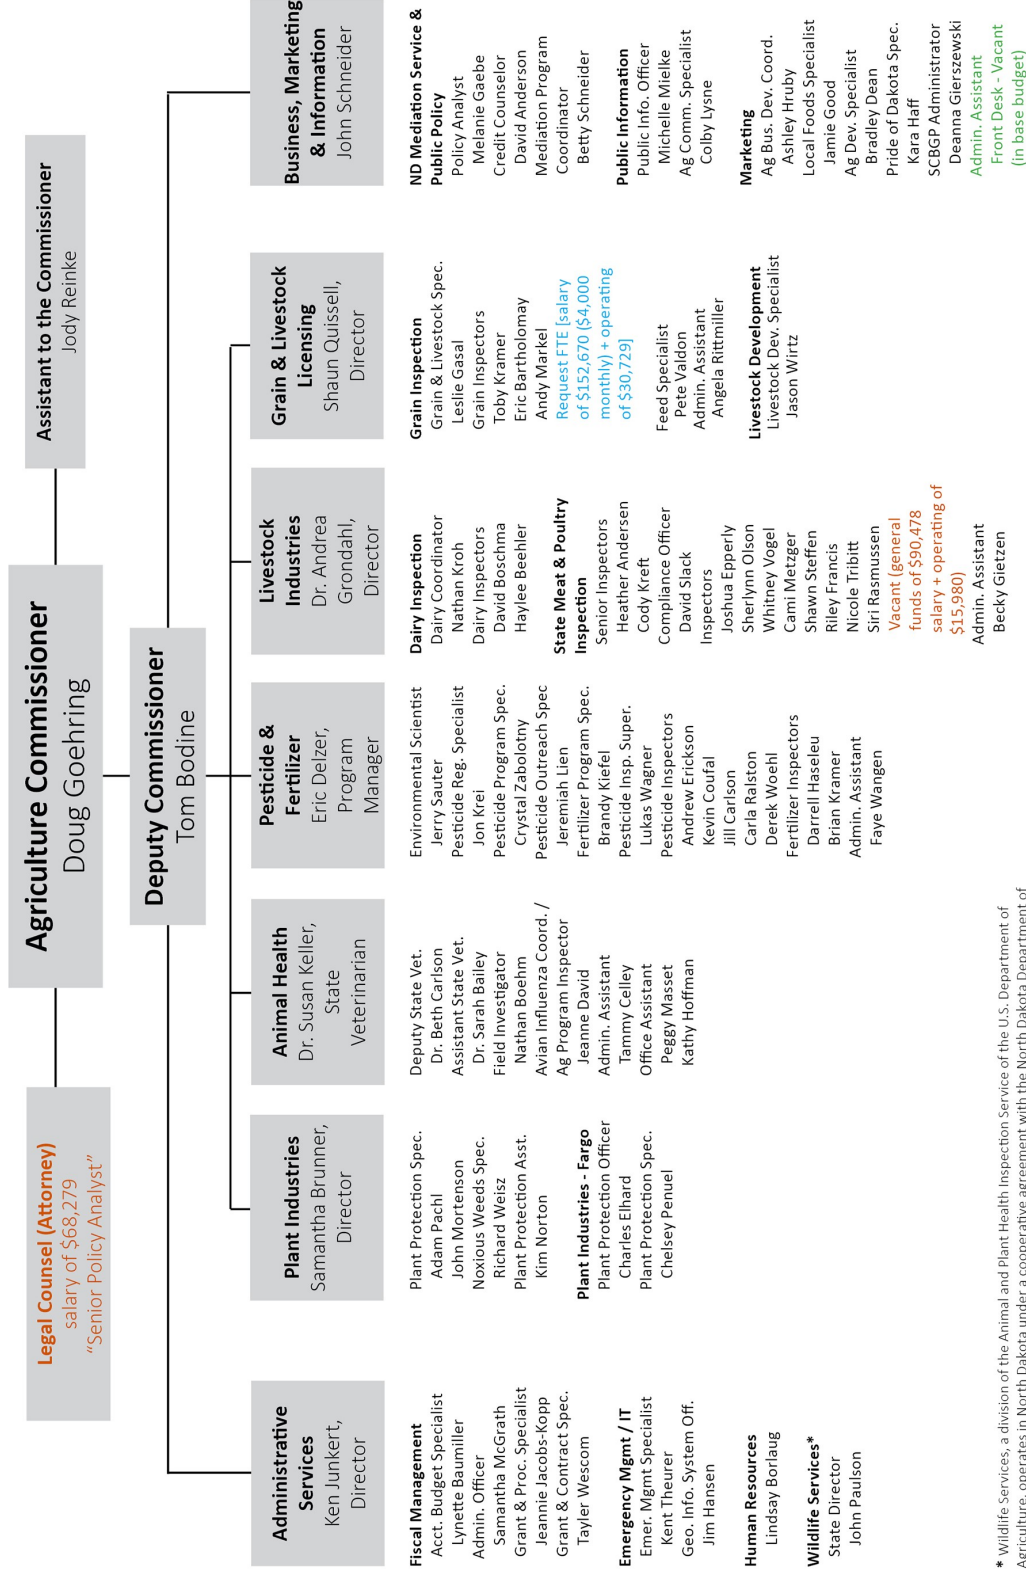 Agriculture Commissioner
Doug Goehring
Legal Counsel (Attorney)
salary of $68,279
“Senior Policy Analyst”
Assistant to the Commissioner
Jody Reinke
Deputy Commissioner
Tom Bodine
Administrative
Services
Ken Junkert,
Director
Fiscal Management
Acct. Budget Specialist
Lynette Baumiller
Admin. Officer
Samantha McGrath
Grant & Proc. Specialist
Jeannie Jacobs-Kopp
Grant & Contract Spec.
Tayler Wescom
Emergency Mgmt / IT
Emer. Mgmt Specialist
Kent Theurer
Geo. Info. System Off.
Jim Hansen
Human Resources
Lindsay Borlaug
Wildlife Services*
State Director
John Paulson
Plant Industries
Samantha Brunner,
Director
Plant Protection Spec.
Adam Pachl
John Mortenson
Noxious Weeds Spec.
Richard Weisz
Plant Protection Asst.
Kim Norton
Plant Industries - Fargo
Plant Protection Officer
Charles Elhard
Plant Protection Spec.
Chelsey Penuel
Animal Health
Dr. Susan Keller,
State
Veterinarian
Deputy State Vet.
Dr. Beth Carlson
Assistant State Vet.
Dr. Sarah Bailey
Field Investigator
Nathan Boehm
Avian Influenza Coord. /
Ag Program Inspector
Jeanne David
Admin. Assistant
Tammy Celley
Office Assistant
Peggy Masset
Kathy Hoffman
Pesticide &
Fertilizer
Eric Delzer,
Program
Manager
Environmental Scientist
Jerry Sauter
Pesticide Reg. Specialist
Jon Krei
Pesticide Program Spec.
Crystal Zabolotny
Pesticide Outreach Spec
Jeremiah Lien
Fertilizer Program Spec.
Brandy Kiefel
Pesticide Insp. Super.
Lukas Wagner
Pesticide Inspectors
Andrew Erickson
Kevin Coufal
Jill Carlson
Carla Ralston
Derek Woehl
Fertilizer Inspectors
Darrell Haseleu
Brian Kramer
Admin. Assistant
Faye Wangen
Livestock
Industries
Dr. Andrea
Grondahl,
Director
Dairy Inspection
Dairy Coordinator
Nathan Kroh
Dairy Inspectors
David Boschma
Haylee Beehler
State Meat & Poultry
Inspection
Senior Inspectors
Heather Andersen
Cody Kreft
Compliance Officer
David Slack
Inspectors
Joshua Epperly
Sherlynn Olson
Whitney Vogel
Cami Metzger
Shawn Steffen
Riley Francis
Nicole Tribitt
Siri Rasmussen
Vacant (general
funds of $90,478
salary + operating of
$15,980)
Admin. Assistant
Becky Gietzen
Grain & Livestock
Licensing
Shaun Quissell,
Director
Grain Inspection
Grain & Livestock Spec.
Leslie Gasal
Grain Inspectors
Toby Kramer
Eric Bartholomay
Andy Markel
Request FTE [salary
of $152,670 ($4,000
monthly) + operating
of $30,729]
Feed Specialist
Pete Valdon
Admin. Assistant
Angela Rittmiller
Livestock Development
Livestock Dev. Specialist
Jason Wirtz
Business, Marketing
& Information
John Schneider
ND Mediation Service &
Public Policy
Policy Analyst
Melanie Gaebe
Credit Counselor
David Anderson
Mediation Program
Coordinator
Betty Schneider
Public Information
Public Info. Officer
Michelle Mielke
Ag Comm. Specialist
Colby Lysne
Marketing
Ag Bus. Dev. Coord.
Ashley Hruby
Local Foods Specialist
Jamie Good
Ag Dev. Specialist
Bradley Dean
Pride of Dakota Spec.
Kara Haff
SCBGP Administrator
Deanna Gierszewski
Admin. Assistant
Front Desk - Vacant
(in base budget)
* Wildlife Services, a division of the Animal and Plant Health Inspection Service of the U.S. Department of
Agriculture, operates in North Dakota under a cooperative agreement with the North Dakota Department of